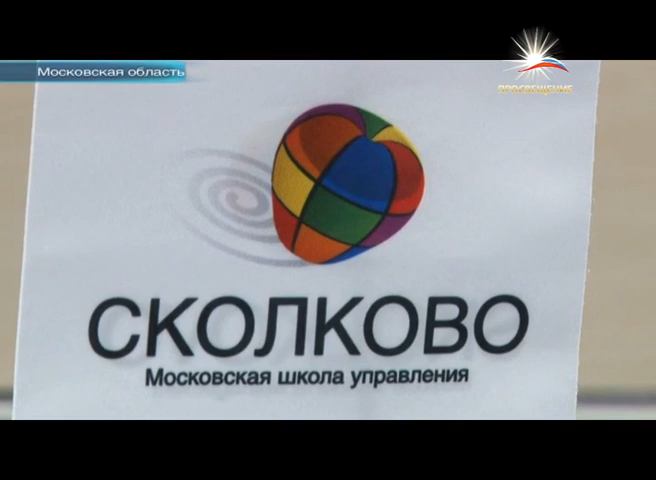 Московская область
ПРОСВЕЩЕНИЕ
СКОЛКОВО
Московская школа управления